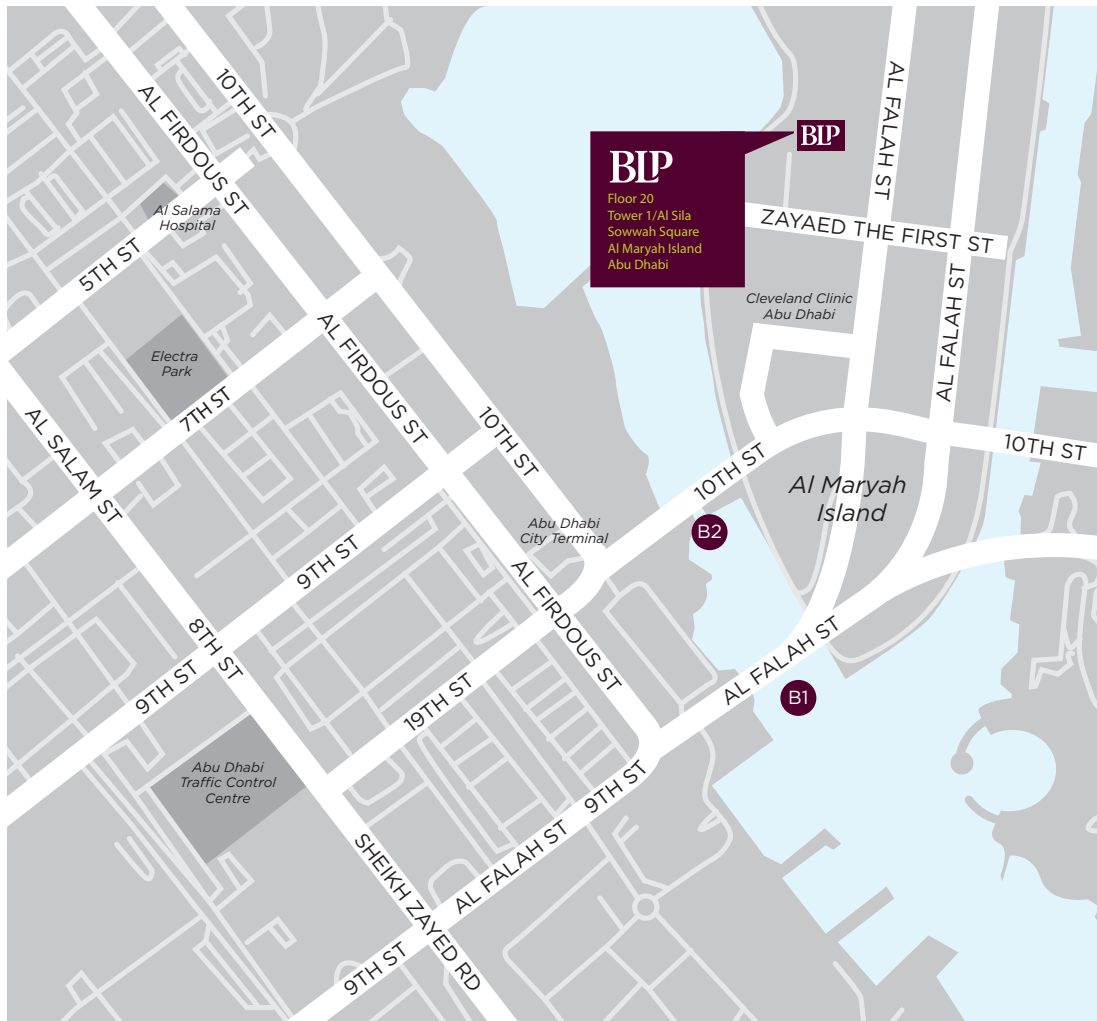 10TH ST
AL FALAH ST
AL FIRDOUS ST
BLP
BLP
Floor 20
Tower 1/Al Sila
Sowwah Square
Al Maryah Island
Abu Dhabi
Al Salama
Hospital
ZAYAED THE FIRST ST
5TH ST
AL FALAH ST
Cleveland Clinic
Abu Dhabi
AL FIRDOUS ST
Electra
Park
7TH ST
10TH ST
AL SALAM ST
10TH ST
10TH ST
Al Maryah
Island
Abu Dhabi
City Terminal
B2
9TH ST
AL FIRDOUS ST
8TH ST
AL FALAH ST
9TH ST
19TH ST
B1
Abu Dhabi
Traffic Control
Centre
9TH ST
AL FALAH ST
SHEIKH ZAYED RD
9TH ST